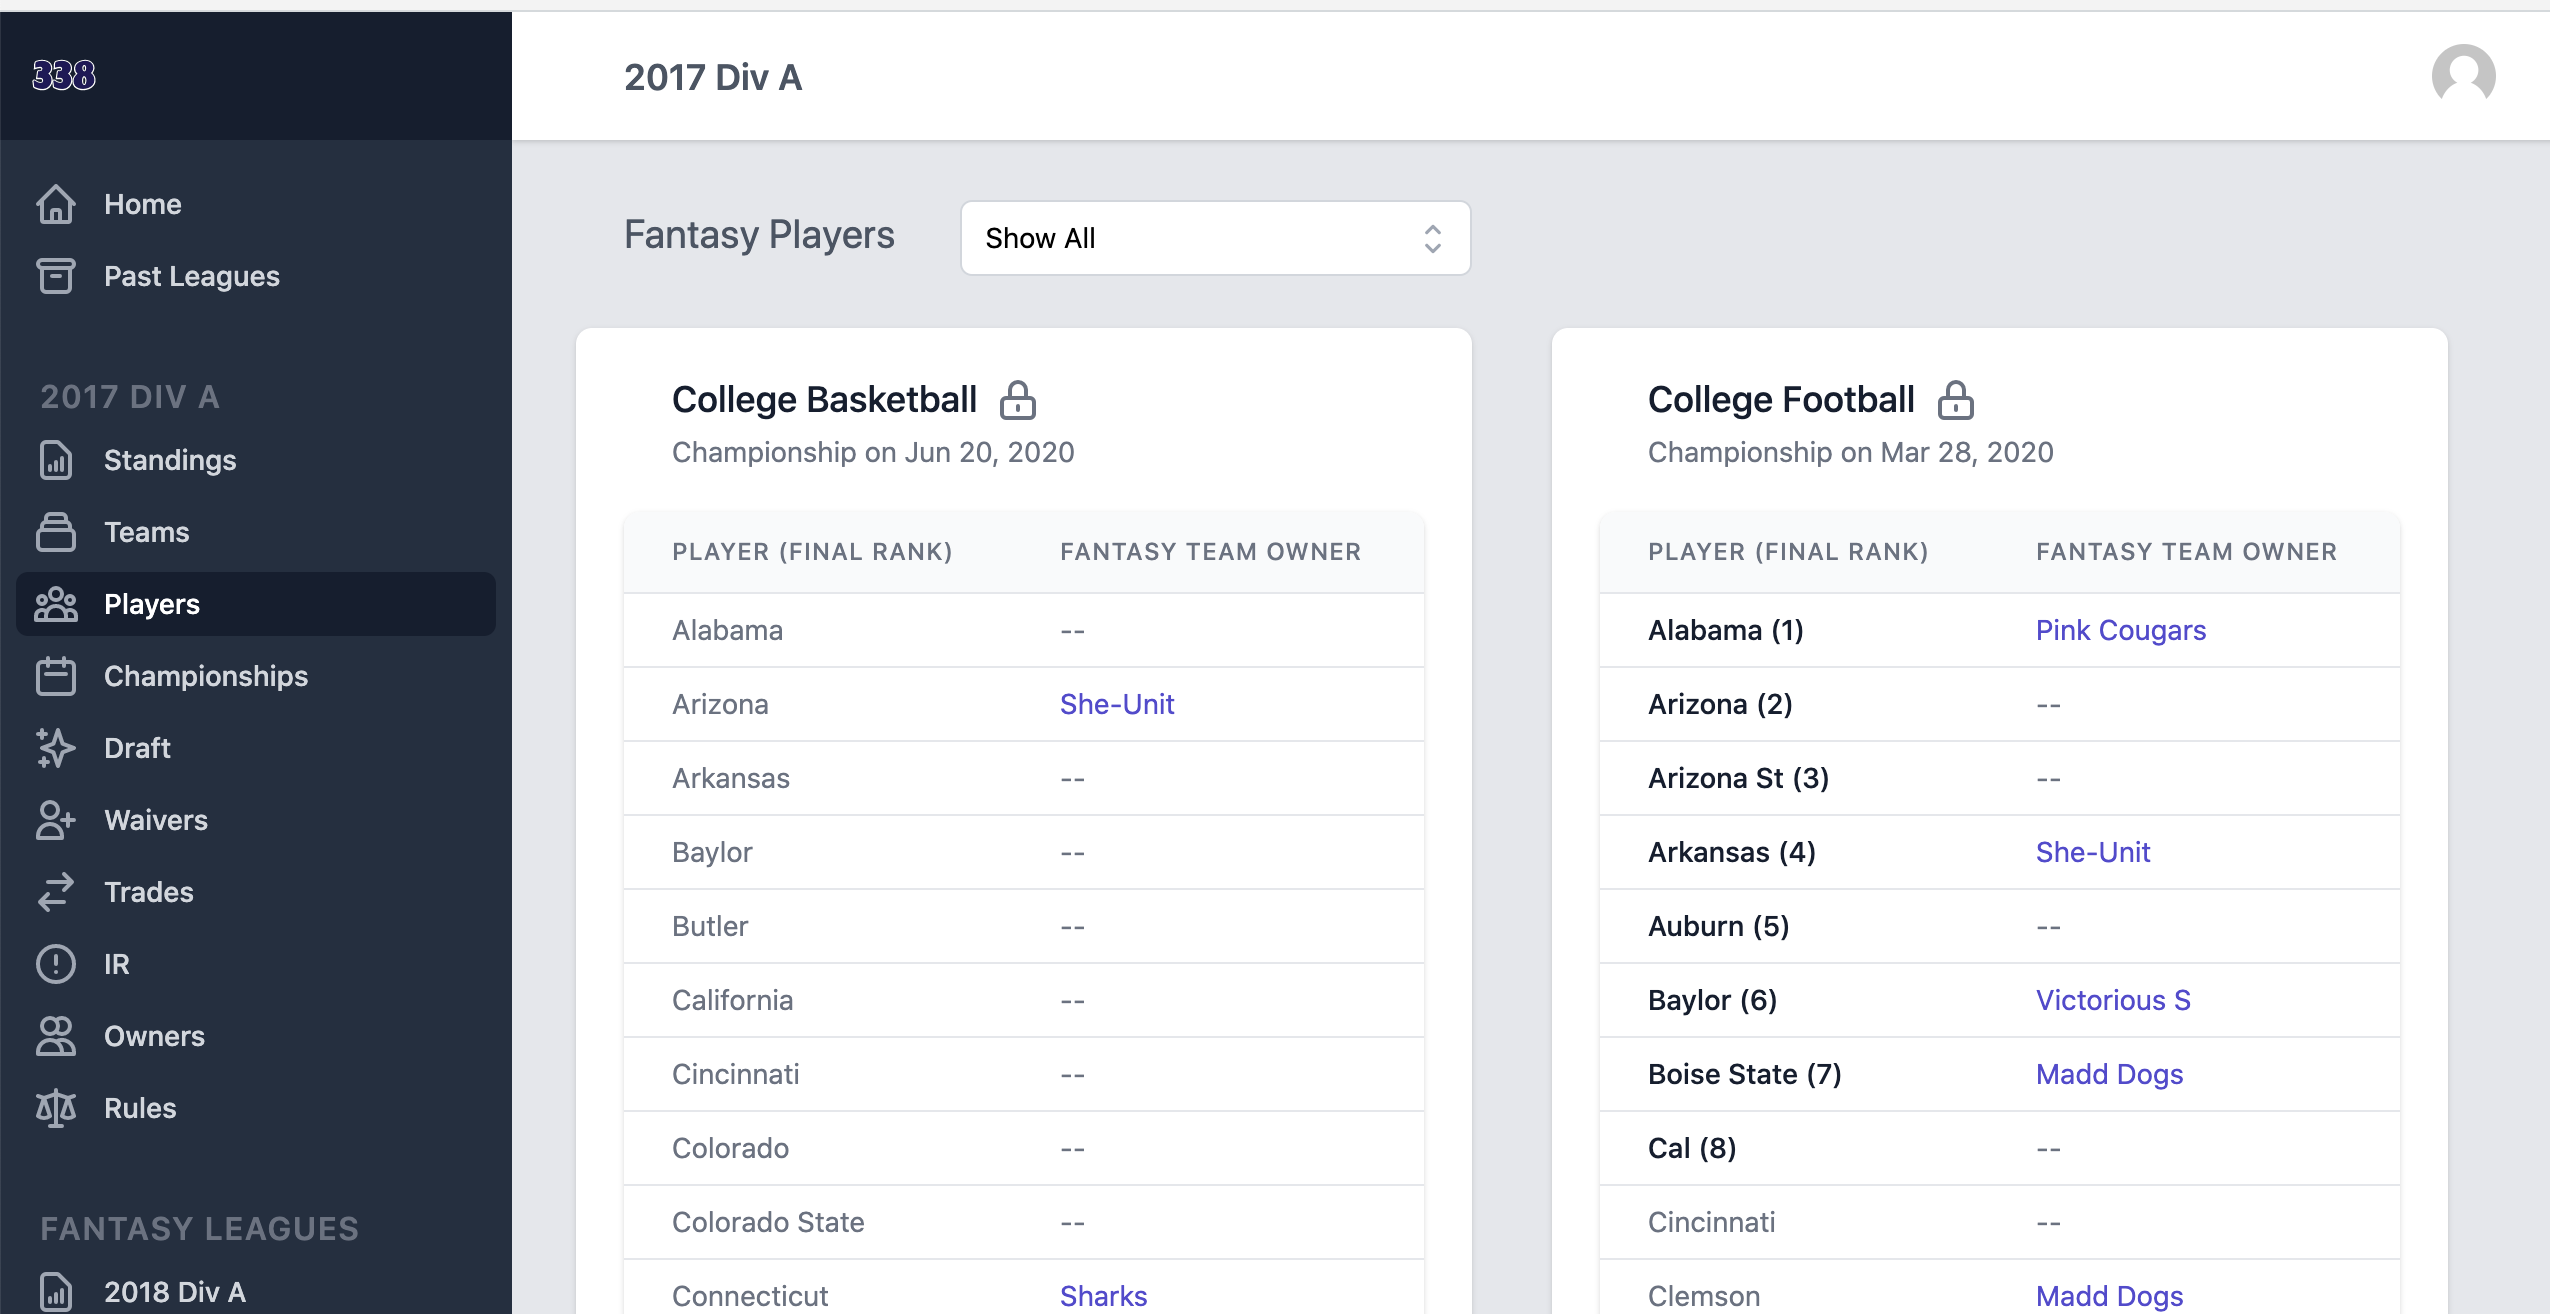 338
2017 Div A
Home
Past Leagues
2017 DIV A
Standings
Teams
Players
Championships
Draft
Waivers
Trades
IR
Owners
Rules
FANTASY LEAGUES
2018 Div A
Fantasy Players Show All
College Basketball
Championship on Jun 20, 2020
PLAYER (FINAL RANK) FANTASY TEAM OWNER
Alabama --
Arizona She-Unit
Arkansas --
Baylor --
Butler --
California --
Cincinnati --
Colorado --
Colorado State --
Connecticut Sharks
College Football
Championship on Mar 28, 2020
PLAYER (FINAL RANK) FANTASY TEAM OWNER
Alabama (1) Pink Cougars
Arizona (2) --
Arizona St (3) --
Arkansas (4) She-Unit
Auburn (5) --
Baylor (6) Victorious S
Boise State (7) Madd Dogs
Cal (8) --
Cincinnati --
Clemson Madd Dogs